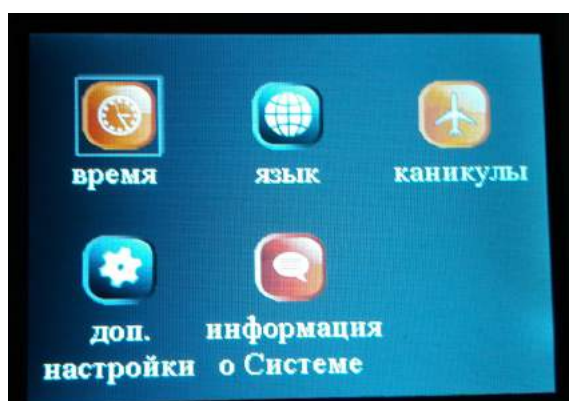 время
язык
каникулы
доп.
настройки
информация
о Системе